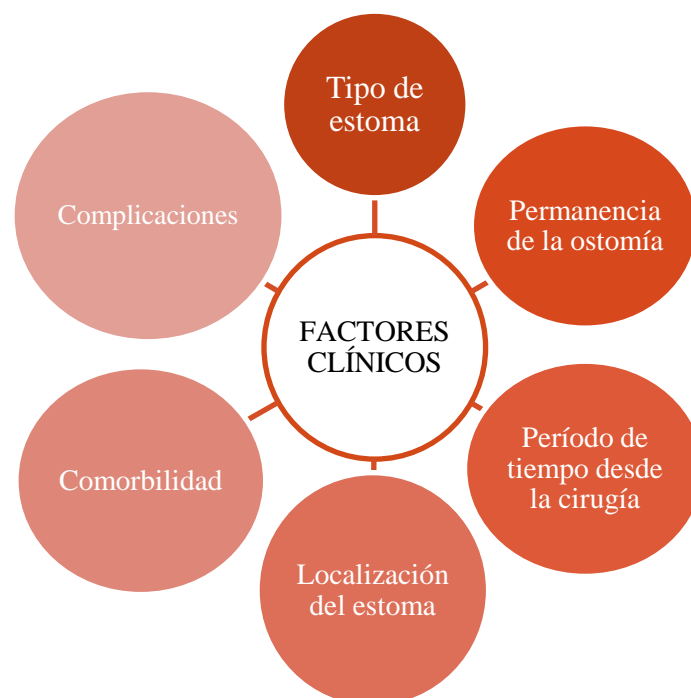 Tipo de
estoma
Permanencia
de la ostomía
Período de
tiempo desde
la cirugía
Localización
del estoma
Comorbilidad
Complicaciones
FACTORES
CLÍNICOS